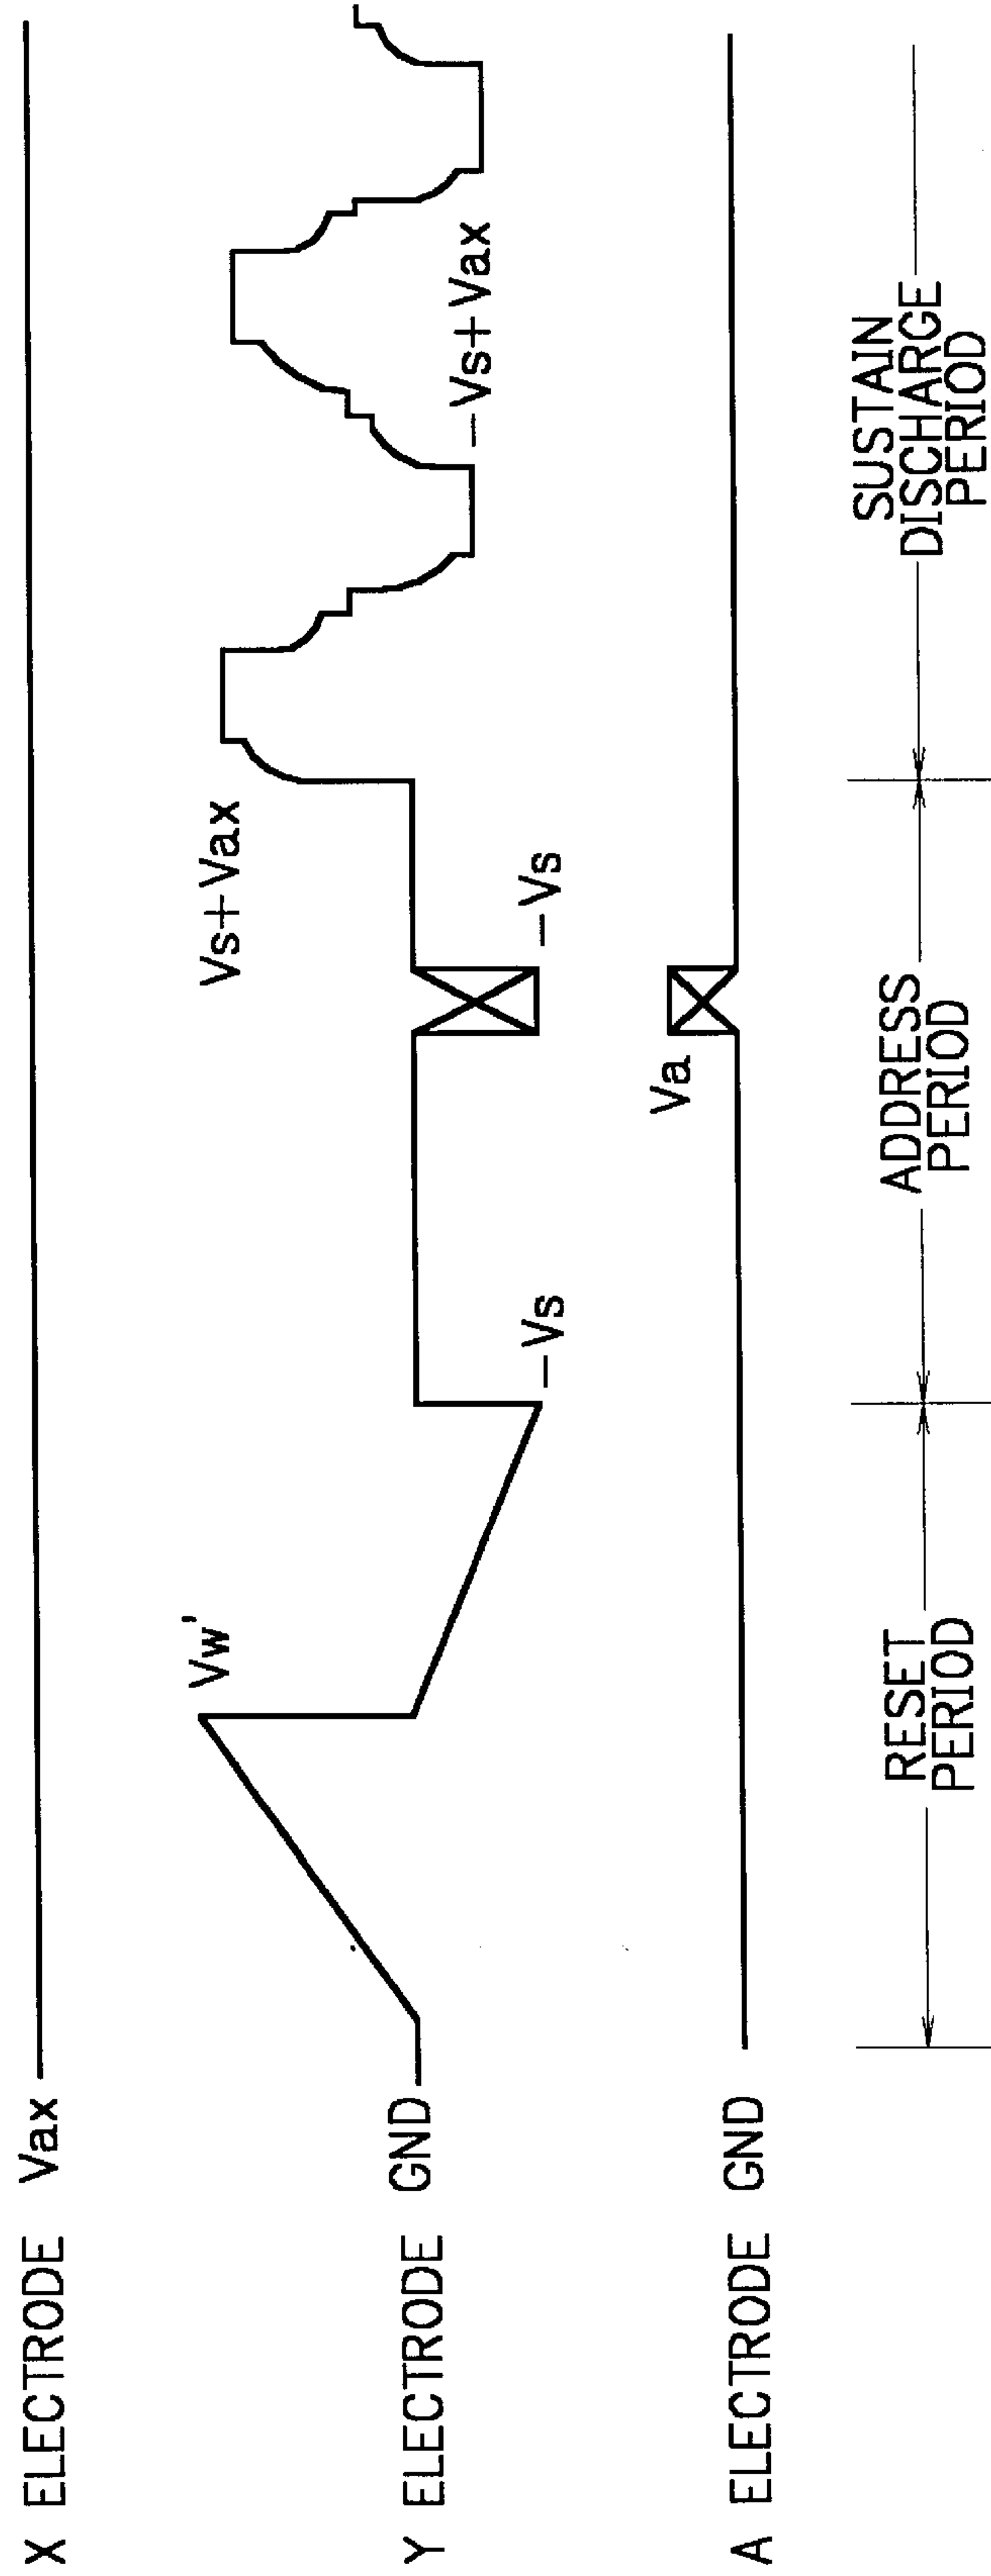 X ELECTRODE Vax
Vw'
Vs+Vax
Y ELECTRODE GND
-Vs
-Vs
-Vs+Vax
Va
A ELECTRODE GND
RESET
PERIOD
ADDRESS
PERIOD
SUSTAIN
DISCHARGE
PERIOD